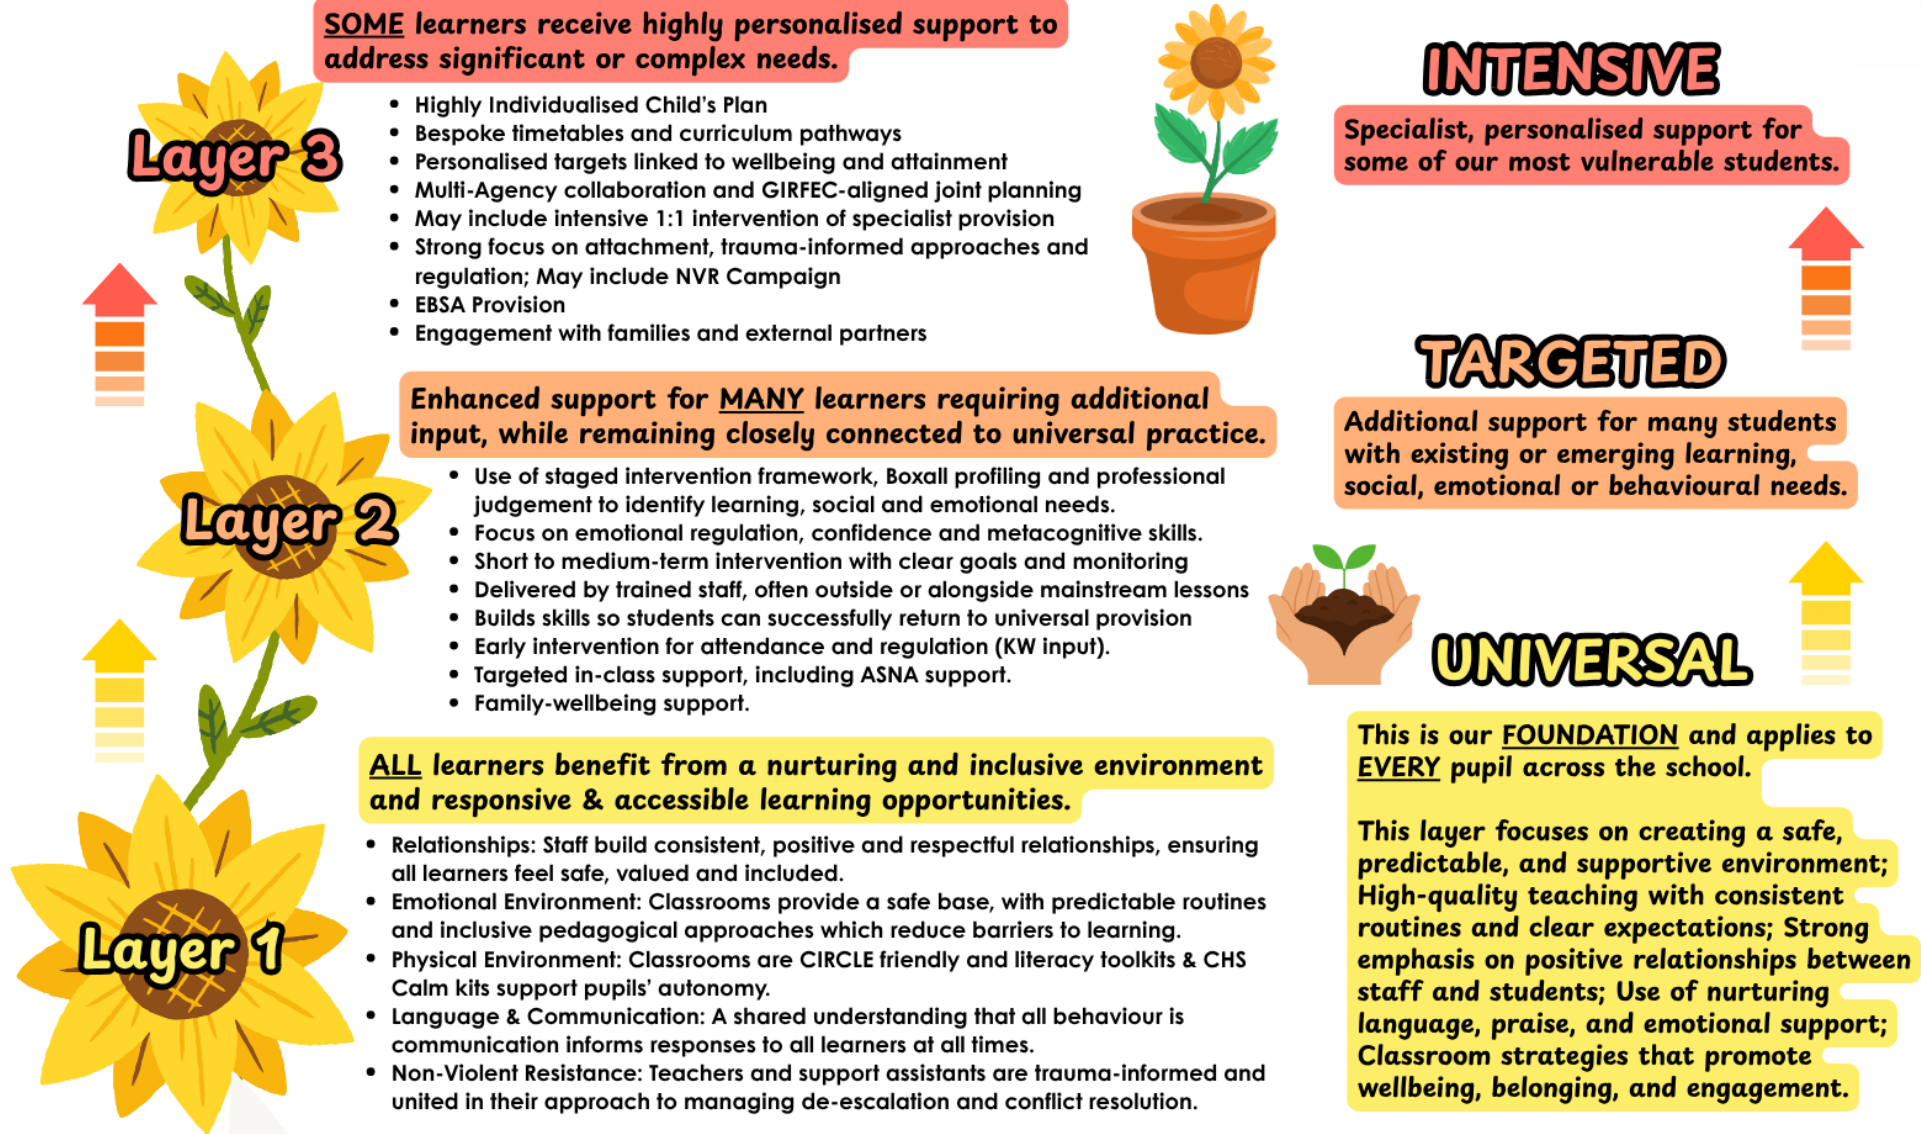 SOME learners receive highly personalised support to
address significant or complex needs.
Layer 3
• Highly Individualised Child's Plan
• Bespoke timetables and curriculum pathways
• Personalised targets linked to wellbeing and attainment
• Multi-Agency collaboration and GIRFEC-aligned joint planning
• May include intensive 1:1 intervention of specialist provision
• Strong focus on attachment, trauma-informed approaches and
regulation; May include NVR Campaign
• EBSA Provision
• Engagement with families and external partners
INTENSIVE
Specialist, personalised support for
some of our most vulnerable students.
Enhanced support for MANY learners requiring additional
input, while remaining closely connected to universal practice.
Layer 2
• Use of staged intervention framework, Boxall profiling and professional
judgement to identify learning, social and emotional needs.
• Focus on emotional regulation, confidence and metacognitive skills.
• Short to medium-term intervention with clear goals and monitoring
• Delivered by trained staff, often outside or alongside mainstream lessons
• Builds skills so students can successfully return to universal provision
• Early intervention for attendance and regulation (KW input).
• Targeted in-class support, including ASNA support.
• Family-wellbeing support.
TARGETED
Additional support for many students
with existing or emerging learning,
social, emotional or behavioural needs.
ALL learners benefit from a nurturing and inclusive environment
and responsive & accessible learning opportunities.
Layer 1
• Relationships: Staff build consistent, positive and respectful relationships, ensuring
all learners feel safe, valued and included.
• Emotional Environment: Classrooms provide a safe base, with predictable routines
and inclusive pedagogical approaches which reduce barriers to learning.
• Physical Environment: Classrooms are CIRCLE friendly and literacy toolkits & CHS
Calm kits support pupils' autonomy.
• Language & Communication: A shared understanding that all behaviour is
communication informs responses to all learners at all times.
• Non-Violent Resistance: Teachers and support assistants are trauma-informed and
united in their approach to managing de-escalation and conflict resolution.
UNIVERSAL
This is our FOUNDATION and applies to
EVERY pupil across the school.
This layer focuses on creating a safe,
predictable, and supportive environment;
High-quality teaching with consistent
routines and clear expectations; Strong
emphasis on positive relationships between
staff and students; Use of nurturing
language, praise, and emotional support;
Classroom strategies that promote
wellbeing, belonging, and engagement.